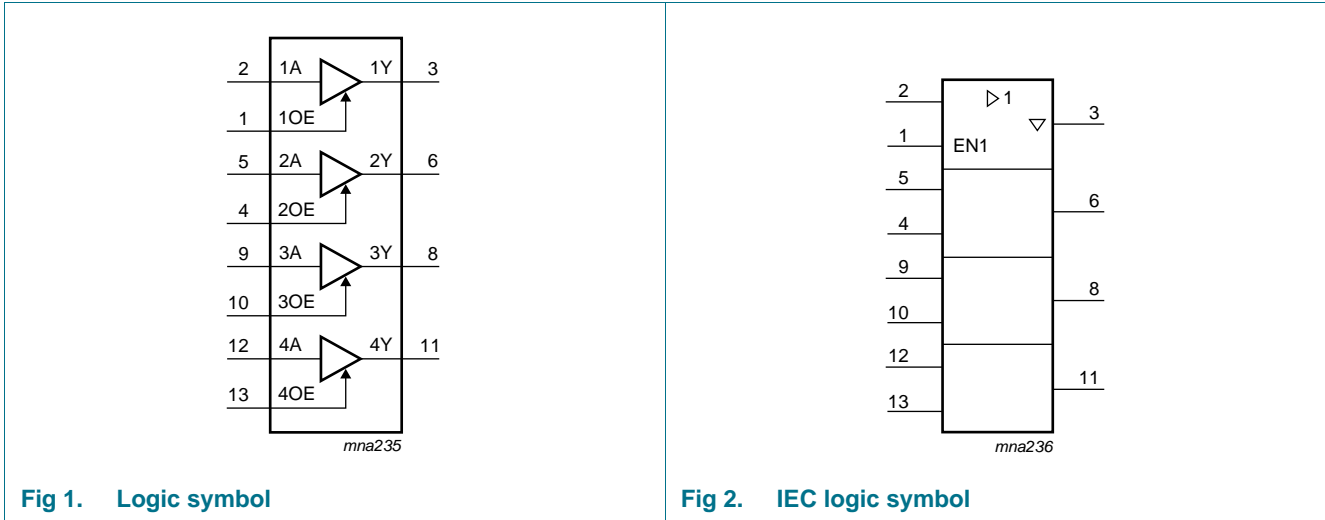 2 1A 1Y 3
1 1OE
5 2A 2Y 6
4 2OE
9 3A 3Y 8
10 3OE
12 4A 4Y 11
13 4OE
mna235
Fig 1. Logic symbol
2 1
3
1 EN1
5
6
4
9
8
10
12
11
13
mna236
Fig 2. IEC logic symbol